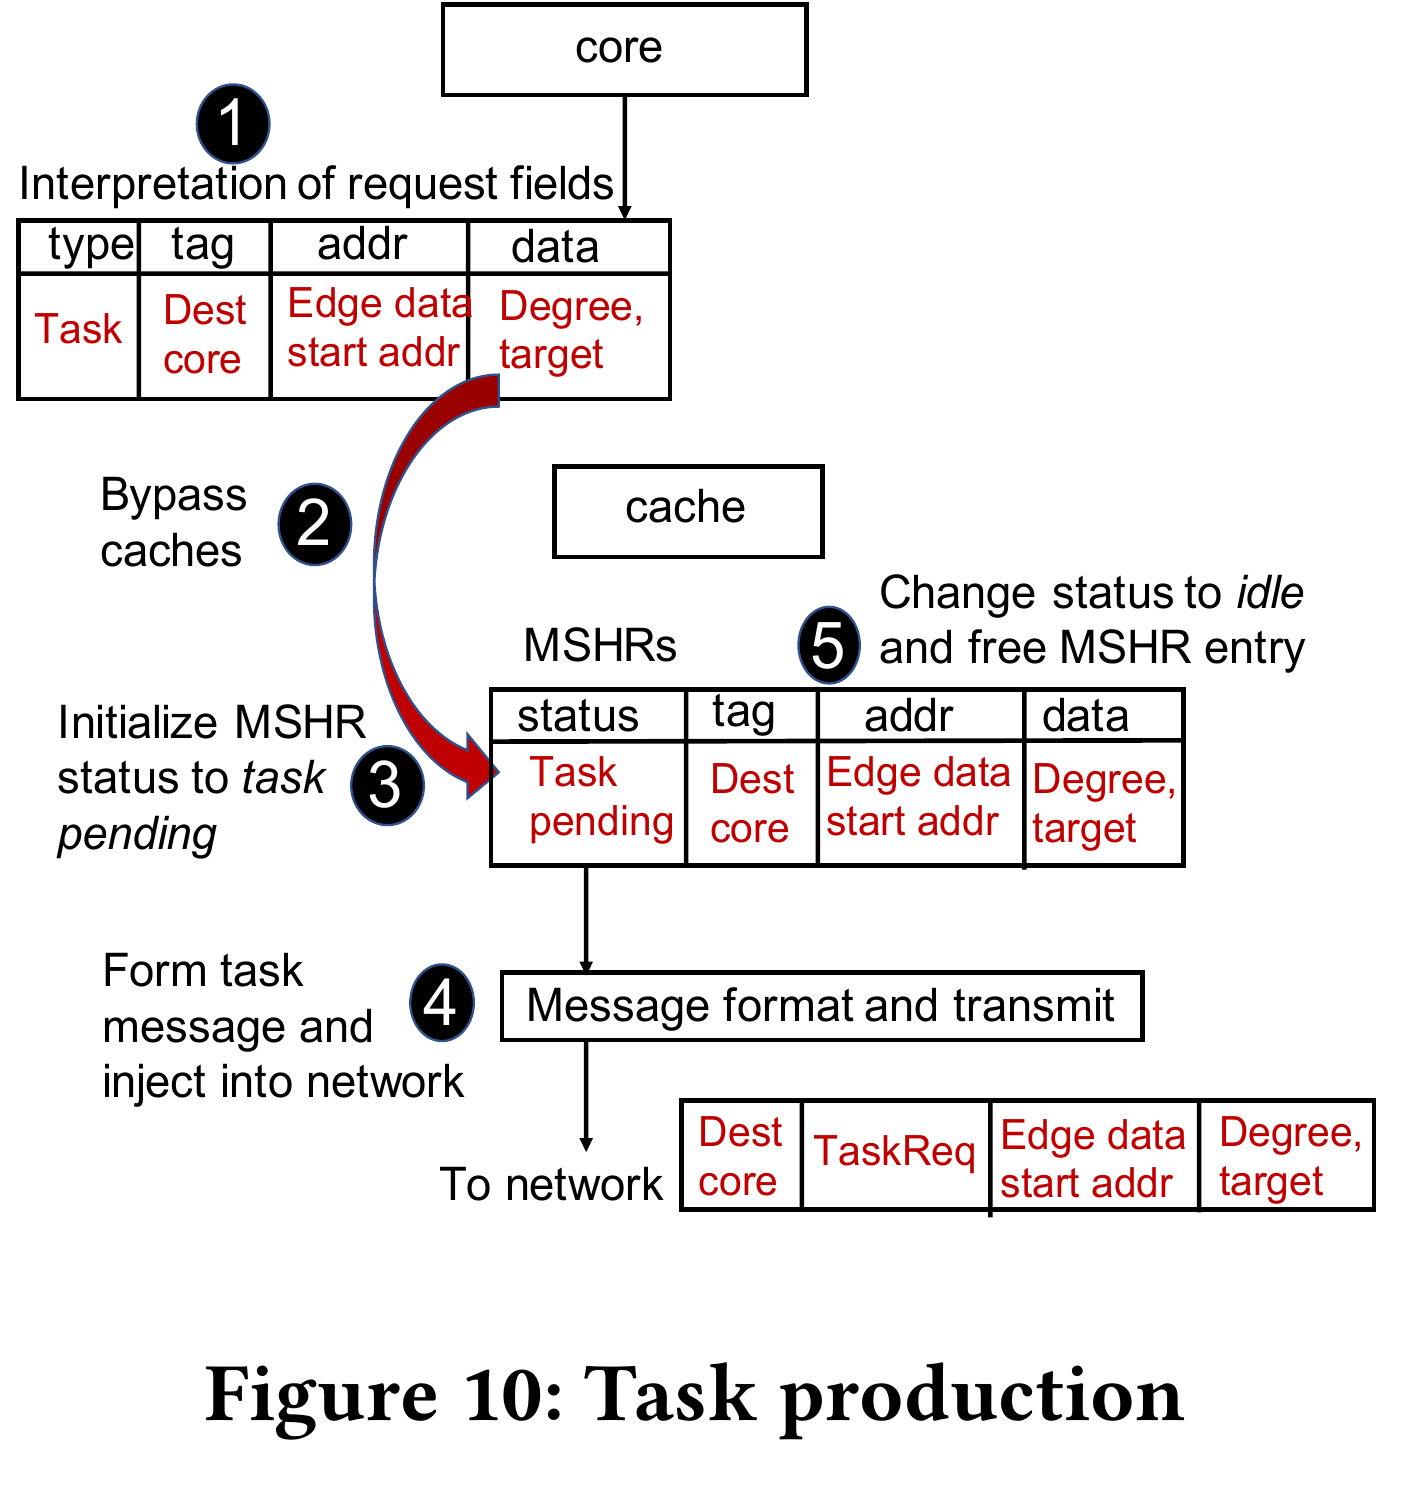 core
1
Interpretation of request fields
type tag addr data
Task
Dest
core
Edge data
start addr
Degree,
target
Bypass
caches
2
cache
Change status to idle
and free MSHR entry
5
MSHRs
Initialize MSHR
status to task
pending
3
status tag addr data
Task
pending
Dest
core
Edge data
start addr
Degree,
target
Form task
message and
inject into network
4
Message format and transmit
To network
Dest
core
TaskReq
Edge data
start addr
Degree,
target
Figure 10: Task production